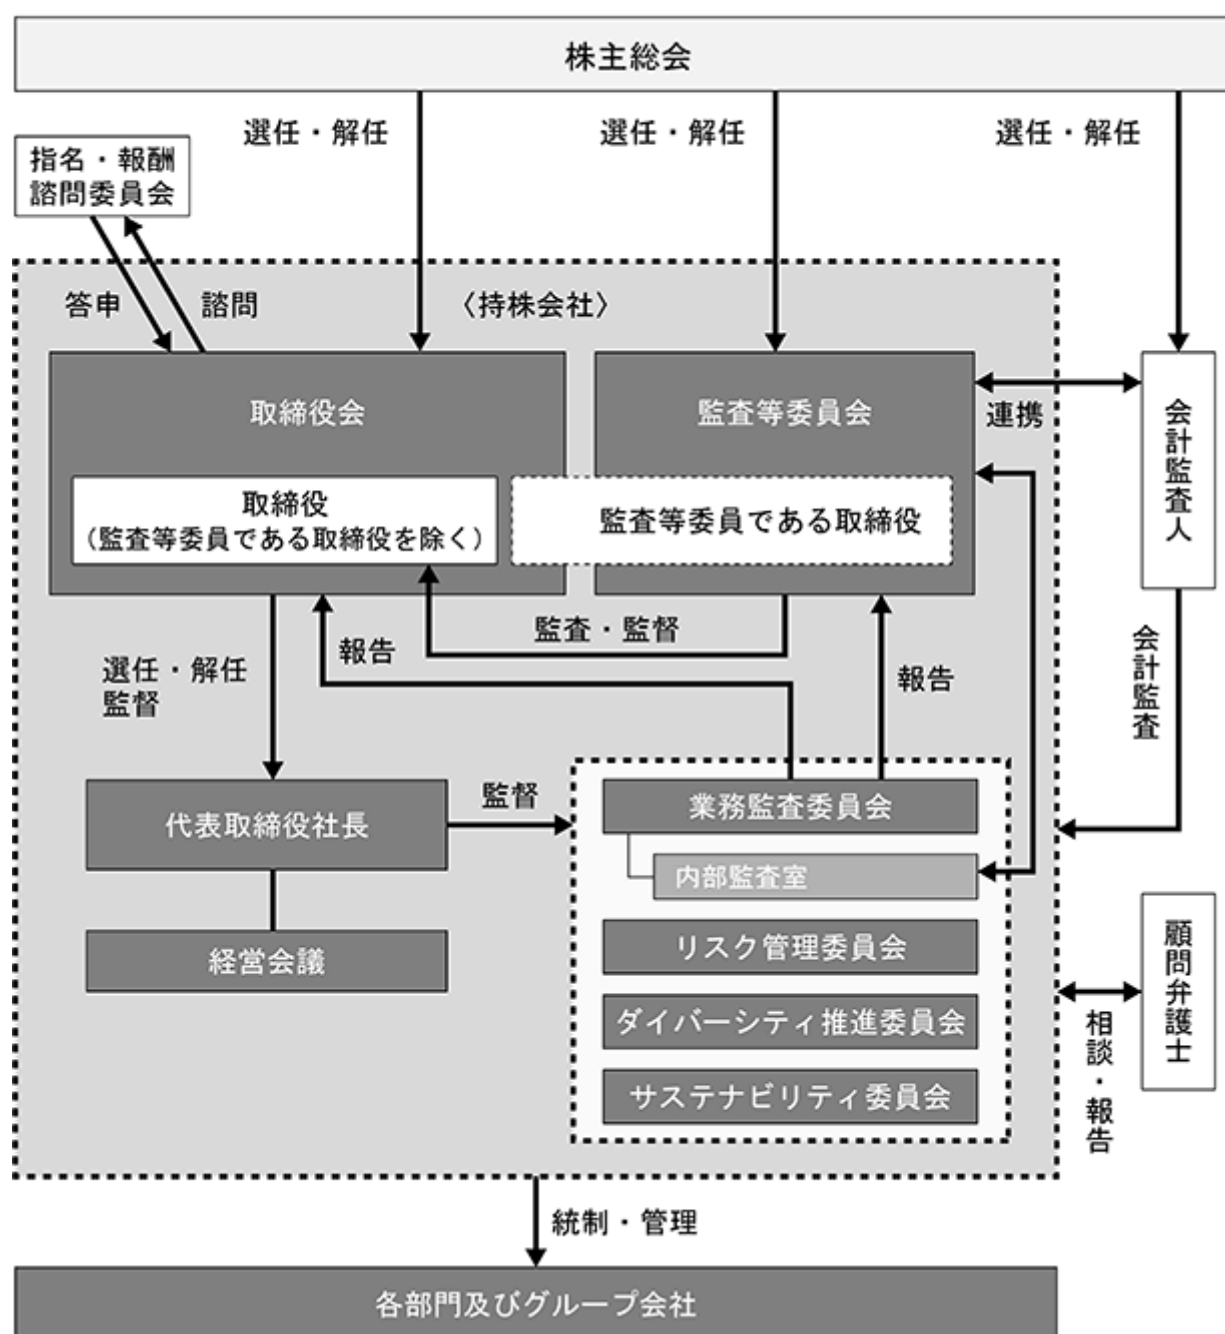 株主総会
選任・解任
選任・解任
選任・解任
指名・報酬
諮問委員会
答申
諮問
〈持株会社〉
取締役会
監査等委員会
連携
会計監査人
取締役
（監査等委員である取締役を除く）
監査等委員である取締役
監査・監督
報告
報告
選任・解任
監督
会計監査
代表取締役社長
監督
業務監査委員会
内部監査室
経営会議
リスク管理委員会
ダイバーシティ推進委員会
サステナビリティ委員会
顧問弁護士
相談・報告
統制・管理
各部門及びグループ会社